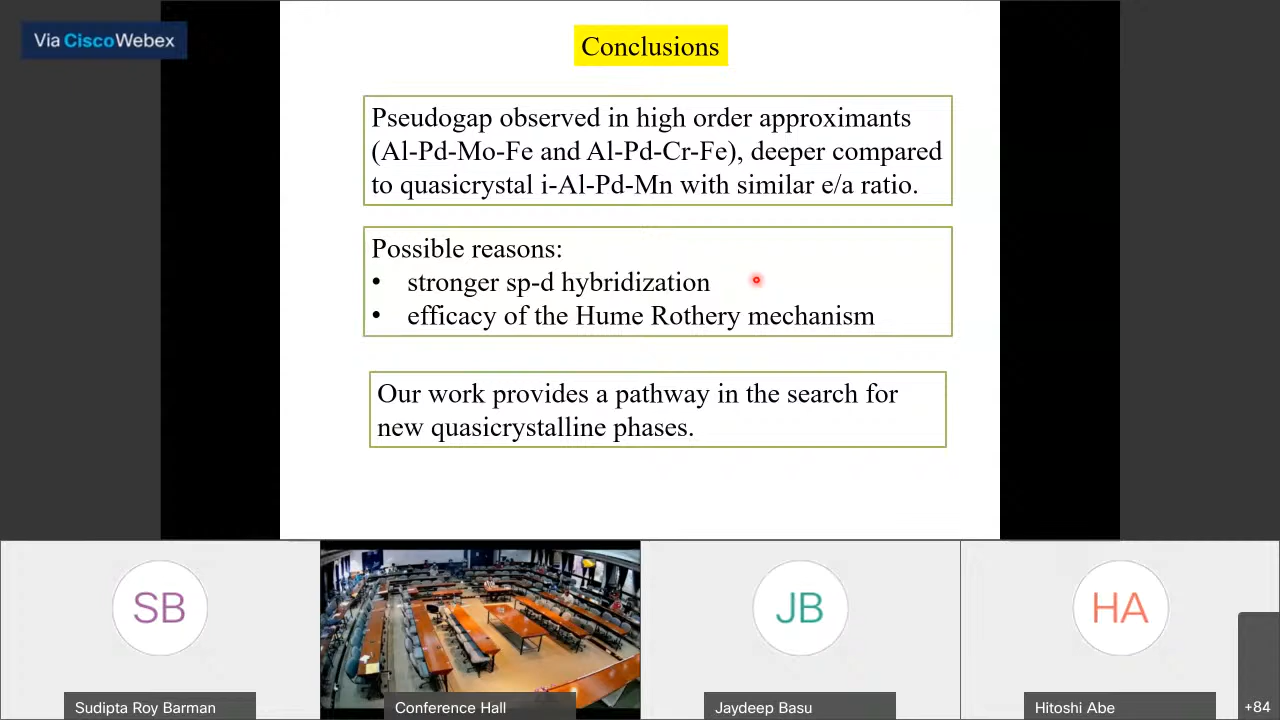 Via CiscoWebex
Conclusions
Pseudogap observed in high order approximants
(Al-Pd-Mo-Fe and Al-Pd-Cr-Fe), deeper compared
to quasicrystal i-Al-Pd-Mn with similar e/a ratio.
Possible reasons:
• stronger sp-d hybridization
• efficacy of the Hume Rothery mechanism
Our work provides a pathway in the search for
new quasicrystalline phases.
SB
JB
HA
Sudipta Roy Barman
Conference Hall
Jaydeep Basu
Hitoshi Abe
+84